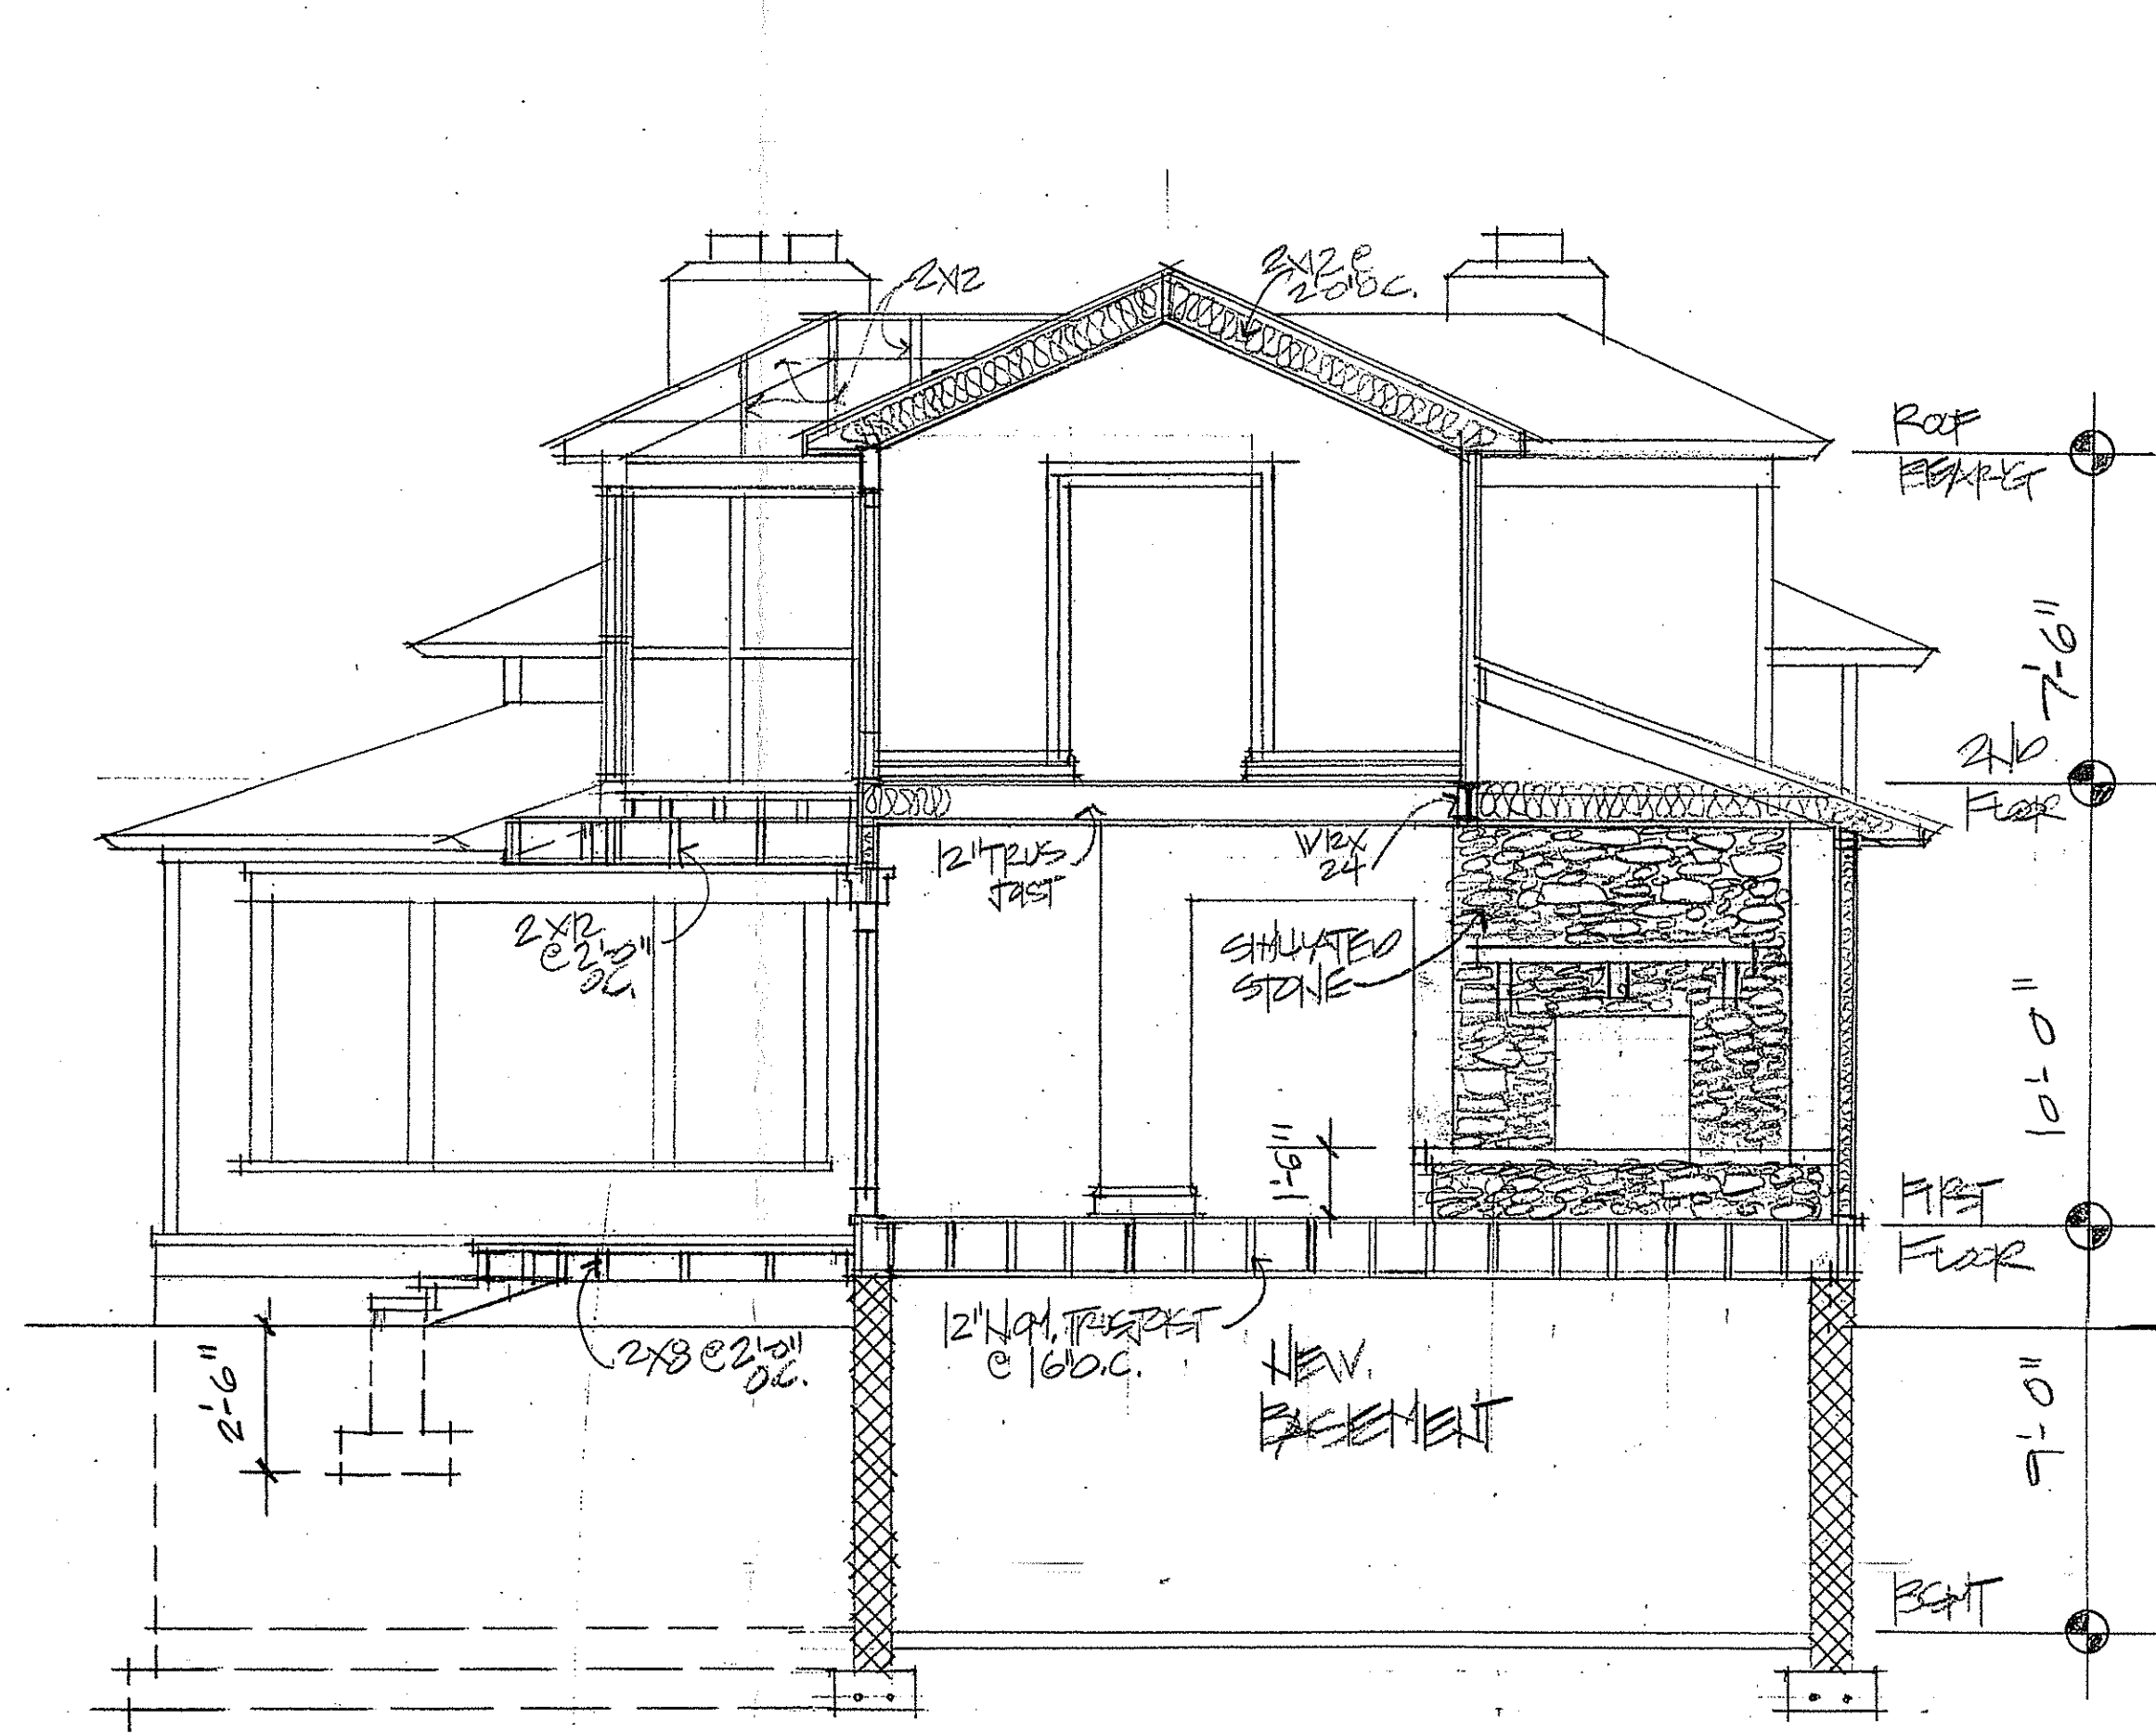 2X12
2X12 @
2'-0" O.C.
ROOF
BEAR'G
7'-6"
2ND
FLOOR
12" TRUS
JOIST
W12X
24
2X12
@ 2'-0"
O.C.
SIMULATED
STONE
10'-0"
1'-6"
FIRST
FLOOR
2'-6"
2X8 @ 2'-0"
O.C.
12" NOM. TRUSJOIST
@ 16" O.C.
NEW
BASEMENT
9'-0"
BSMT